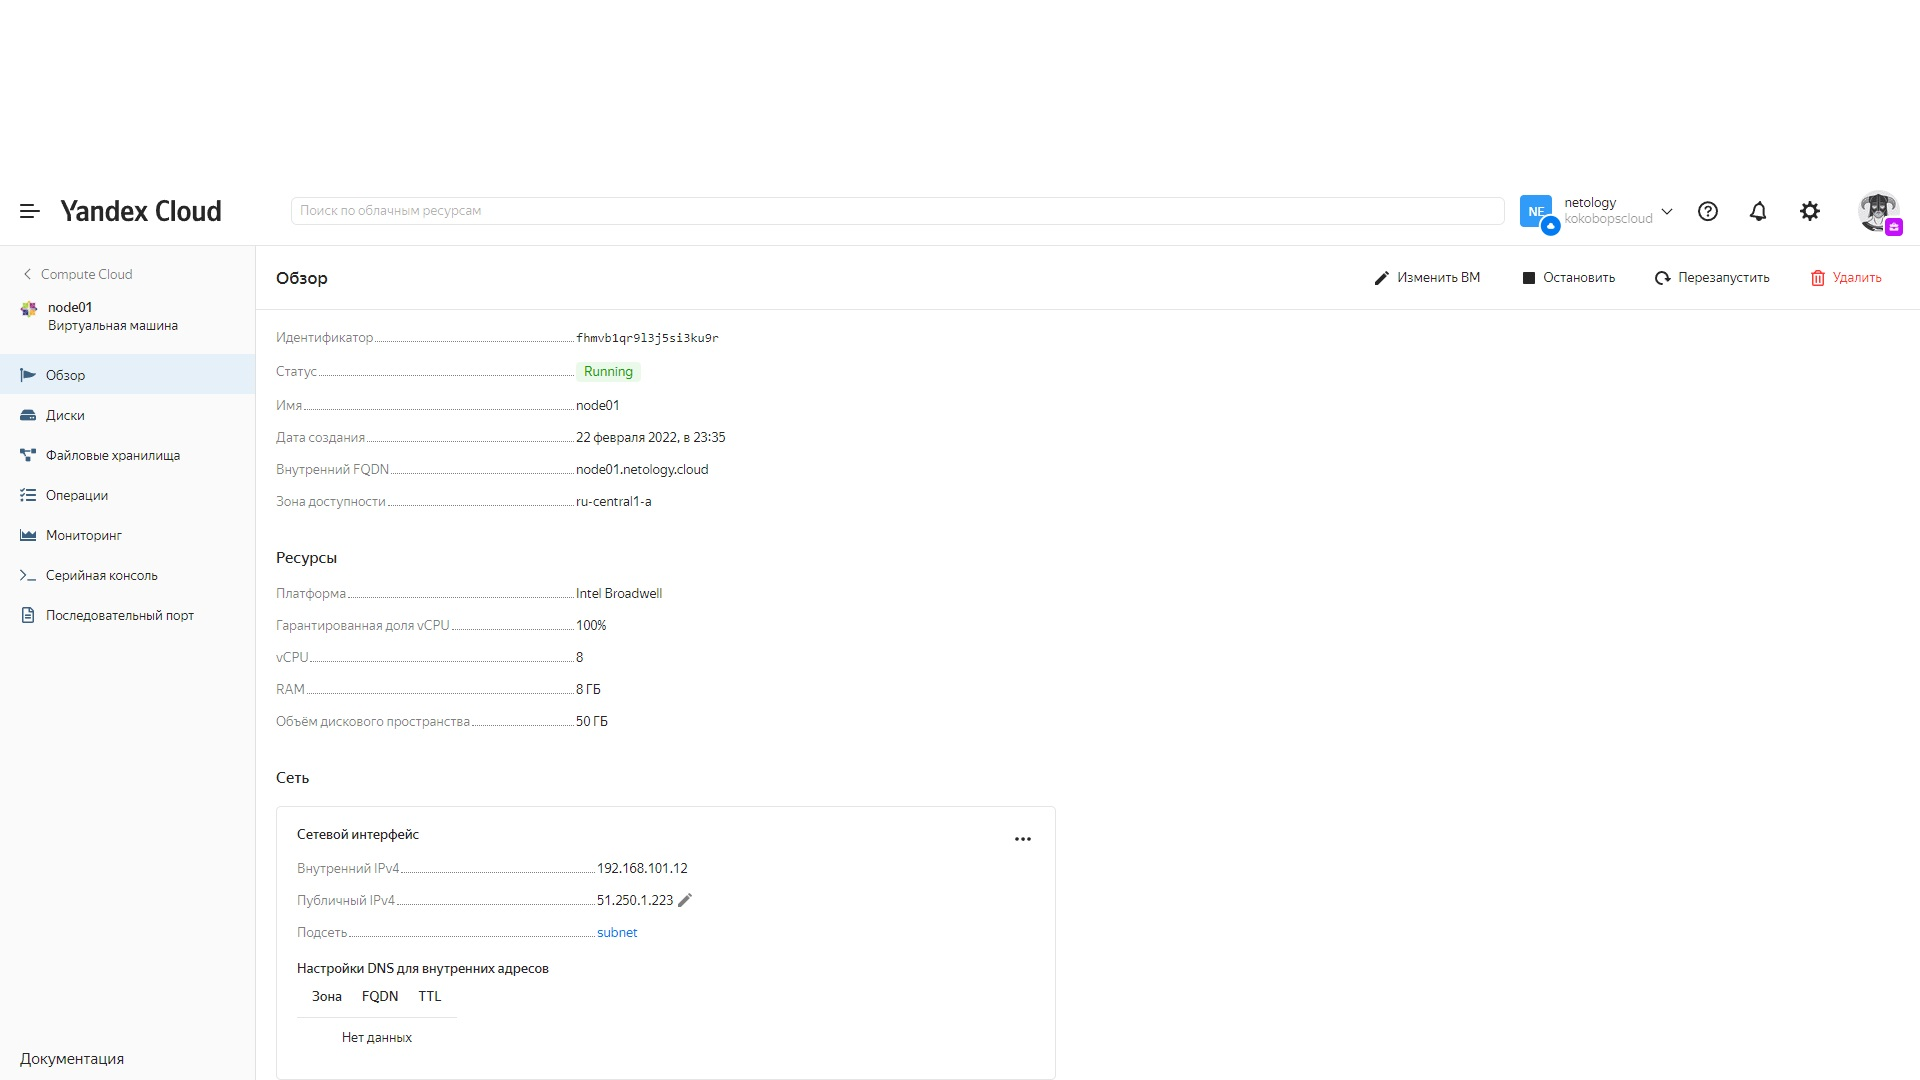 Yandex Cloud
Поиск по облачным ресурсам
NE
netology
kokobopscloud
Compute Cloud
node01
Виртуальная машина
Обзор
Диски
Файловые хранилища
Операции
Мониторинг
Серийная консоль
Последовательный порт
Документация
Обзор
Изменить ВМ
Остановить
Перезапустить
Удалить
Идентификатор fhmvb1qr9l3j5si3ku9r
Статус Running
Имя node01
Дата создания 22 февраля 2022, в 23:35
Внутренний FQDN node01.netology.cloud
Зона доступности ru-central1-a
Ресурсы
Платформа Intel Broadwell
Гарантированная доля vCPU 100%
vCPU 8
RAM 8 ГБ
Объём дискового пространства 50 ГБ
Сеть
Сетевой интерфейс
Внутренний IPv4 192.168.101.12
Публичный IPv4 51.250.1.223
Подсеть subnet
Настройки DNS для внутренних адресов
Зона FQDN TTL
Нет данных